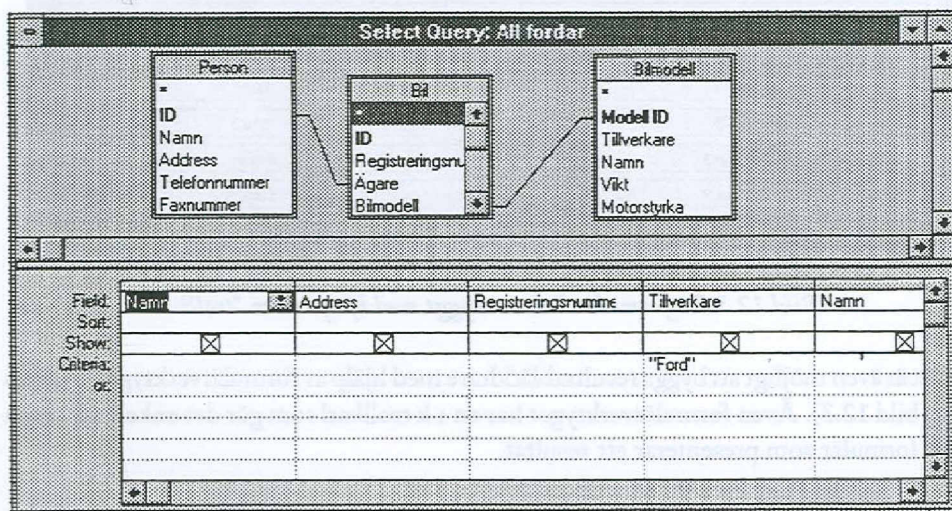 Select Query: All fordar
Person
*
ID
Namn
Address
Telefonnummer
Faxnummer
Bil
*
ID
Registreringsnu
Ägare
Bilmodell
Bilmodell
*
Modell ID
Tillverkare
Namn
Vikt
Motorstyrka
Field: Namn Address Registreringsnumme Tillverkare Namn
Sort:
Show:
Criteria: "Ford"
or: